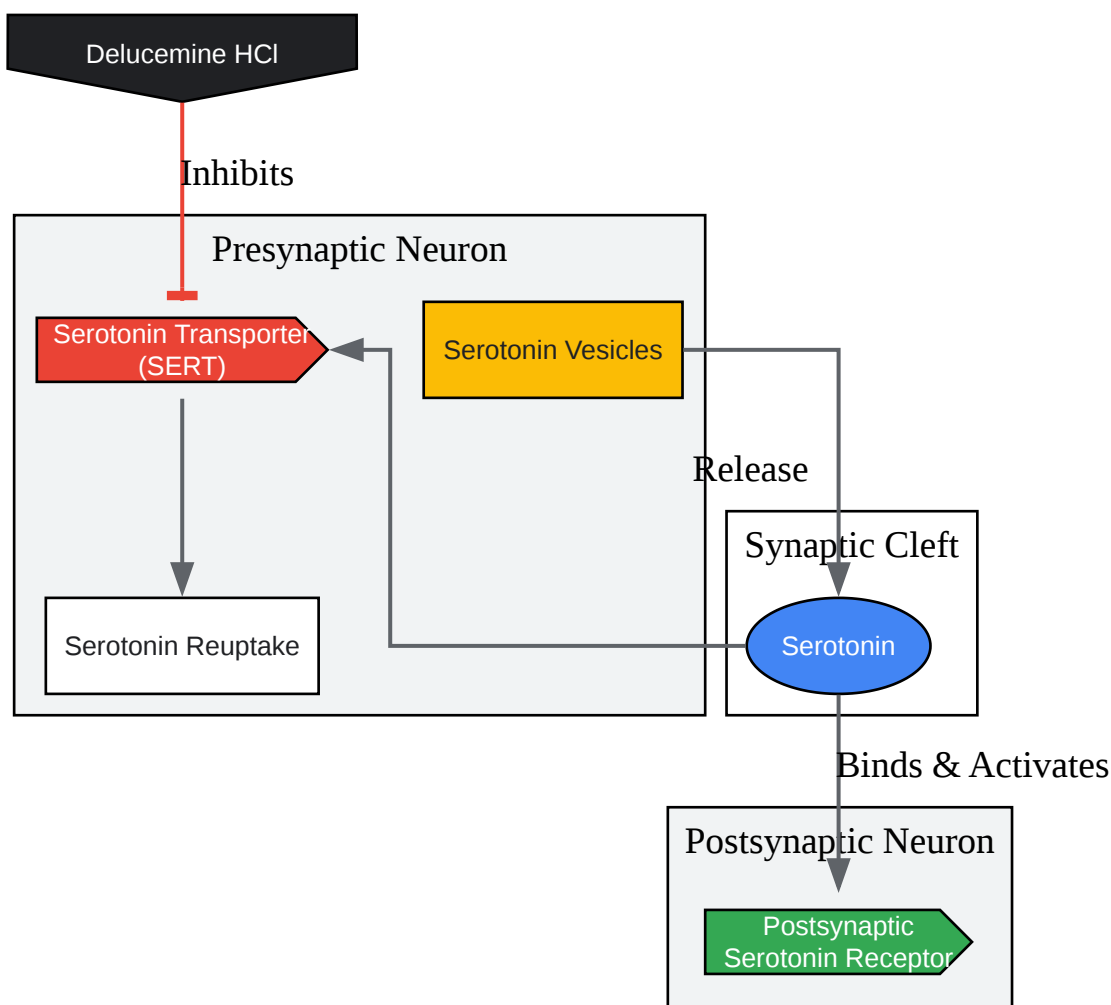 Delucemine HCl
Inhibits
Presynaptic Neuron
Serotonin Transporter
(SERT)
Serotonin Vesicles
Release
Synaptic Cleft
Serotonin Reuptake
Serotonin
Binds & Activates
Postsynaptic Neuron
Postsynaptic
Serotonin Receptor